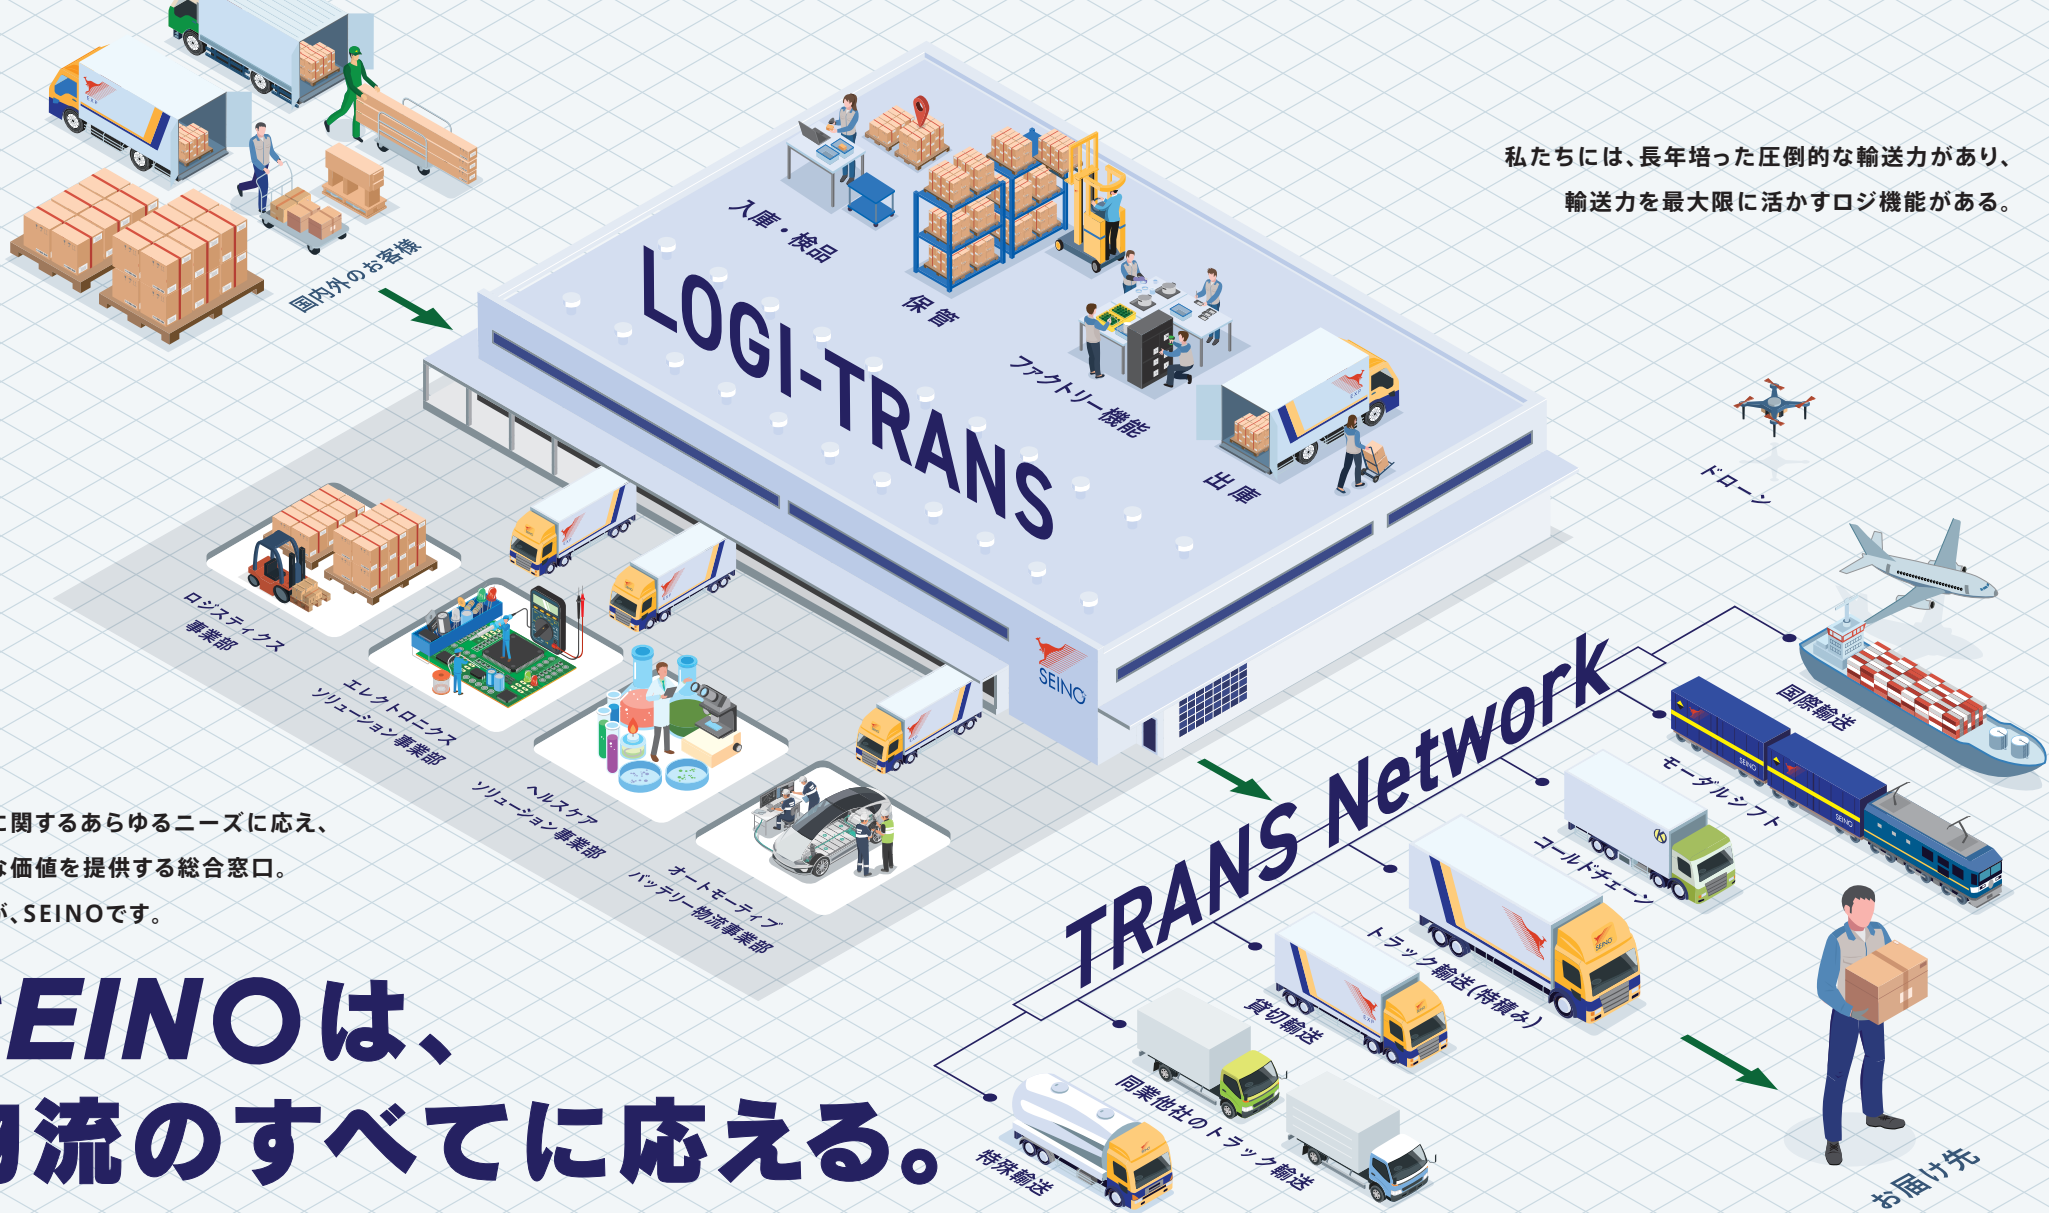 私たちには、長年培った圧倒的な輸送力があり、
輸送力を最大限に活かすロジ機能がある。
国内外のお客様
入庫・検品
保管
ファクトリー機能
出庫
LOGI-TRANS
SEINO
ロジスティクス
事業部
エレクトロニクス
ソリューション事業部
ヘルスケア
ソリューション事業部
オートモーティブ
バッテリー物流事業部
TRANS Network
ドローン
国際輸送
モーダルシフト
コールドチェーン
トラック輸送(特積み)
貸切輸送
同業他社のトラック輸送
特殊輸送
お届け先
に関するあらゆるニーズに応え、
な価値を提供する総合窓口。
が、SEINOです。
SEINOは、
物流のすべてに応える。